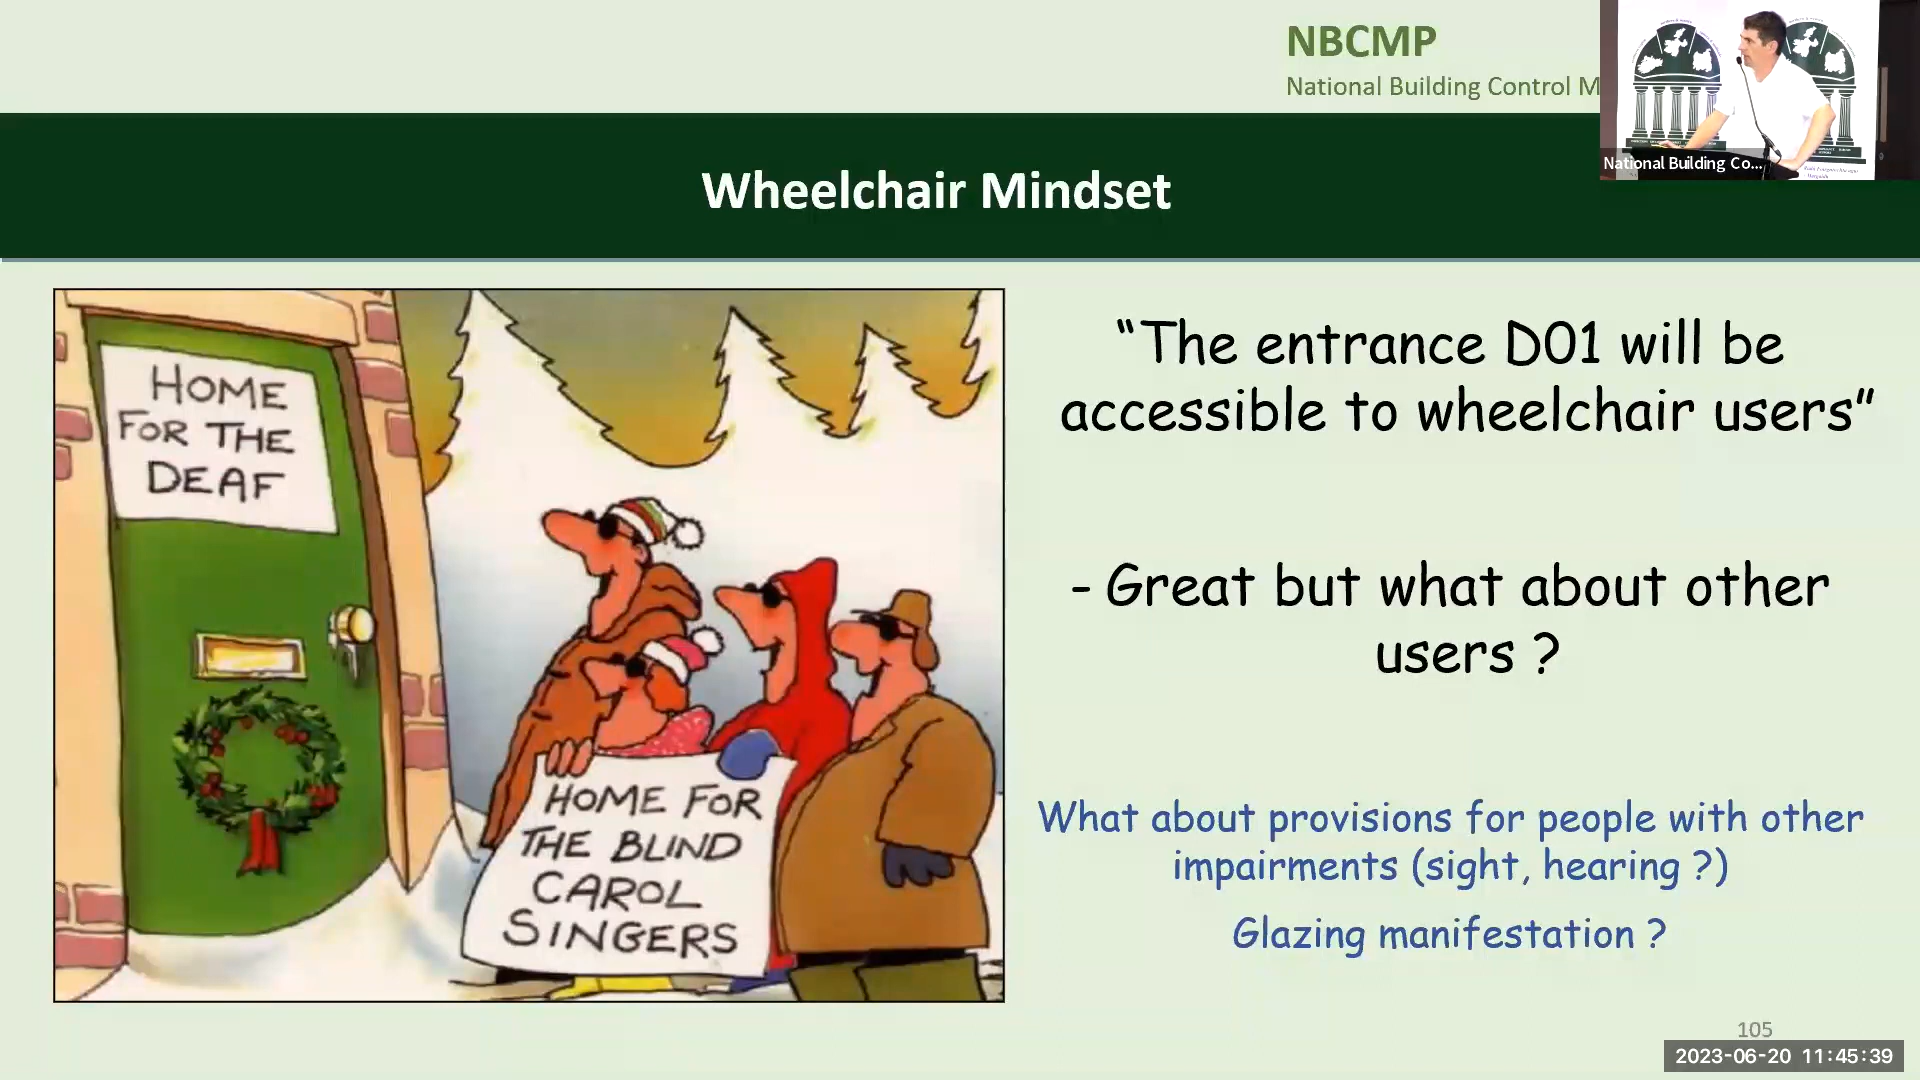 NBCMP
National Building Control M
National Building Co...
Wheelchair Mindset
HOME
FOR THE
DEAF
HOME FOR
THE BLIND
CAROL
SINGERS
“The entrance D01 will be
accessible to wheelchair users”
- Great but what about other
users ?
What about provisions for people with other
impairments (sight, hearing ?)
Glazing manifestation ?
105
2023-06-20 11:45:39